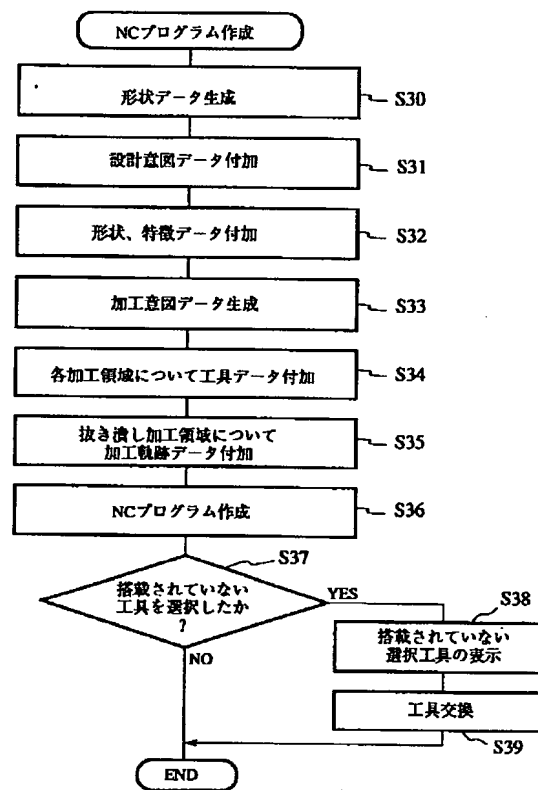 NCプログラム作成
形状データ生成
S30
設計意図データ付加
S31
形状、特徴データ付加
S32
加工意図データ生成
S33
各加工領域について工具データ付加
S34
抜き潰し加工領域について
加工軌跡データ付加
S35
NCプログラム作成
S36
S37
搭載されていない
工具を選択したか
?
YES
NO
S38
搭載されていない
選択工具の表示
工具交換
S39
END